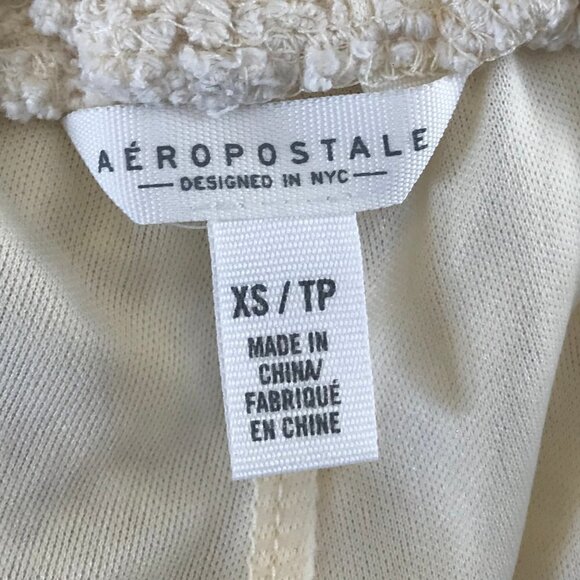 AÉROPOSTALE
DESIGNED IN NYC
XS / TP
MADE IN
CHINA/
FABRIQUÉ
EN CHINE